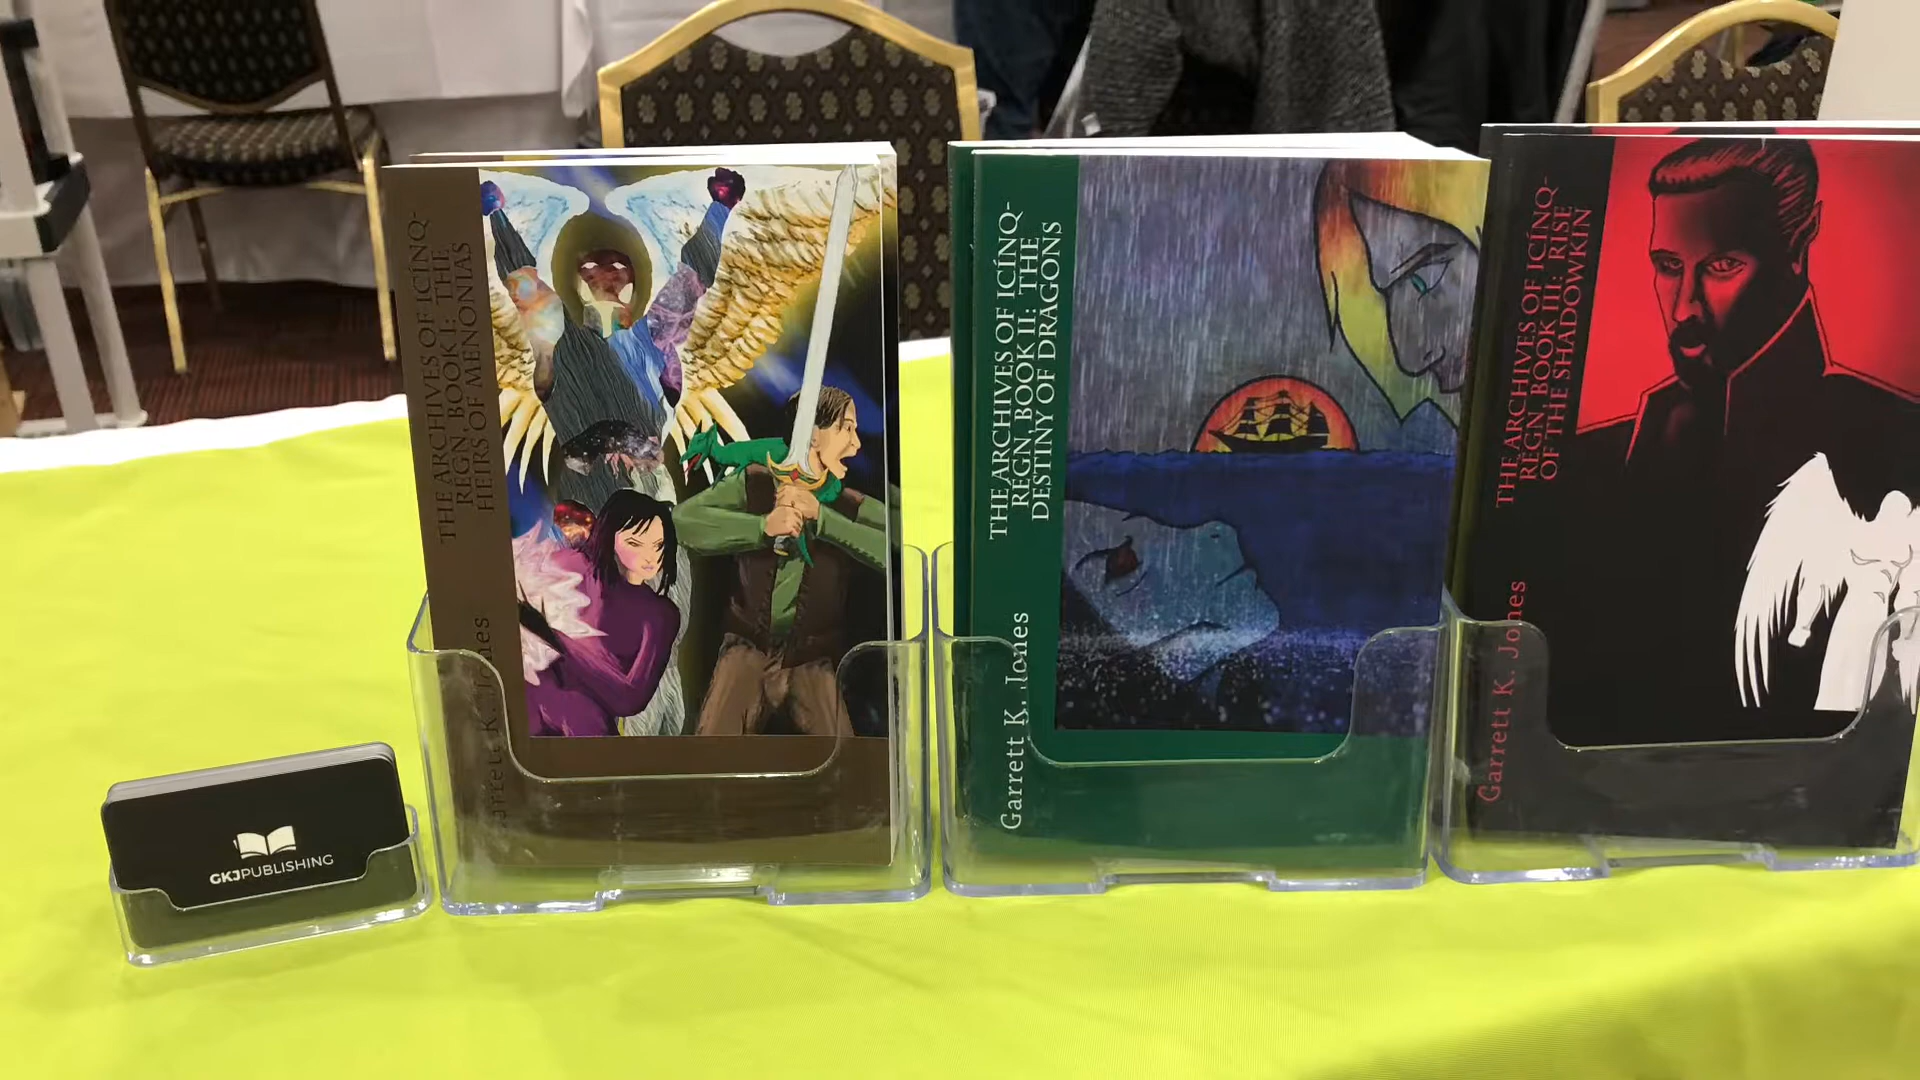 THE ARCHIVES OF ICÍNQ-
REGN, BOOK I: THE
HEIRS OF MENONIAS
Garrett K. Jones
THE ARCHIVES OF ICÍNQ-
REGN, BOOK II: THE
DESTINY OF DRAGONS
Garrett K. Jones
THE ARCHIVES OF ICÍNQ-
REGN, BOOK III: RISE
OF THE SHADOWKIN
Garrett K. Jones
GKJPUBLISHING